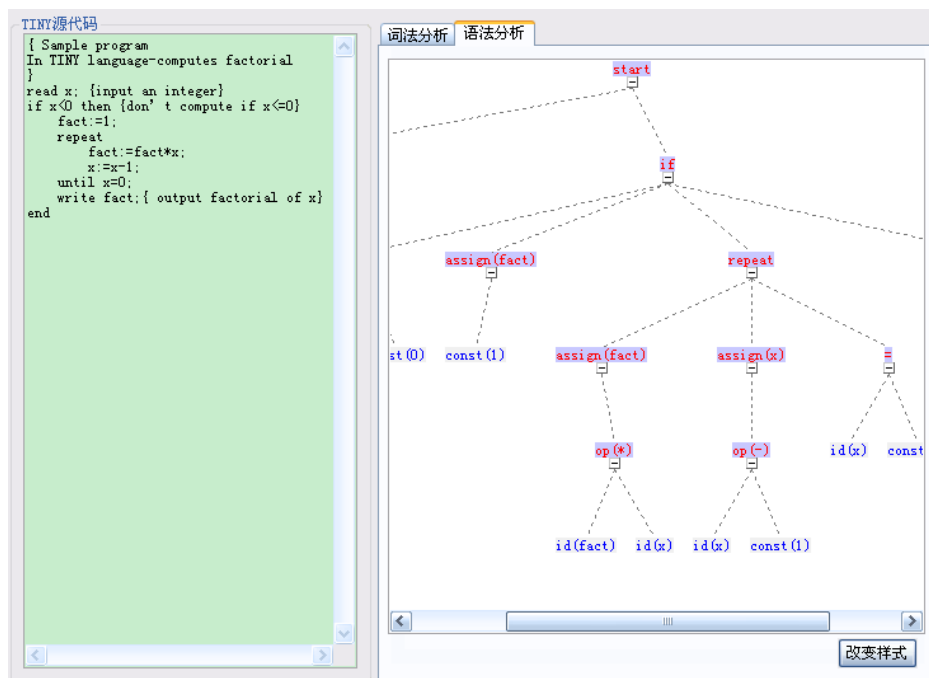 TINY源代码
{ Sample program
In TINY language-computes factorial
}
read x; {input an integer}
if x<0 then {don't compute if x<=0}
fact:=1;
repeat
fact:=fact*x;
x:=x-1;
until x=0;
write fact;{ output factorial of x}
end
词法分析 语法分析
start
if
assign(fact) repeat
st(0) const(1) assign(fact) assign(x) =
op(*) op(-) id(x) const
id(fact) id(x) id(x) const(1)
改变样式